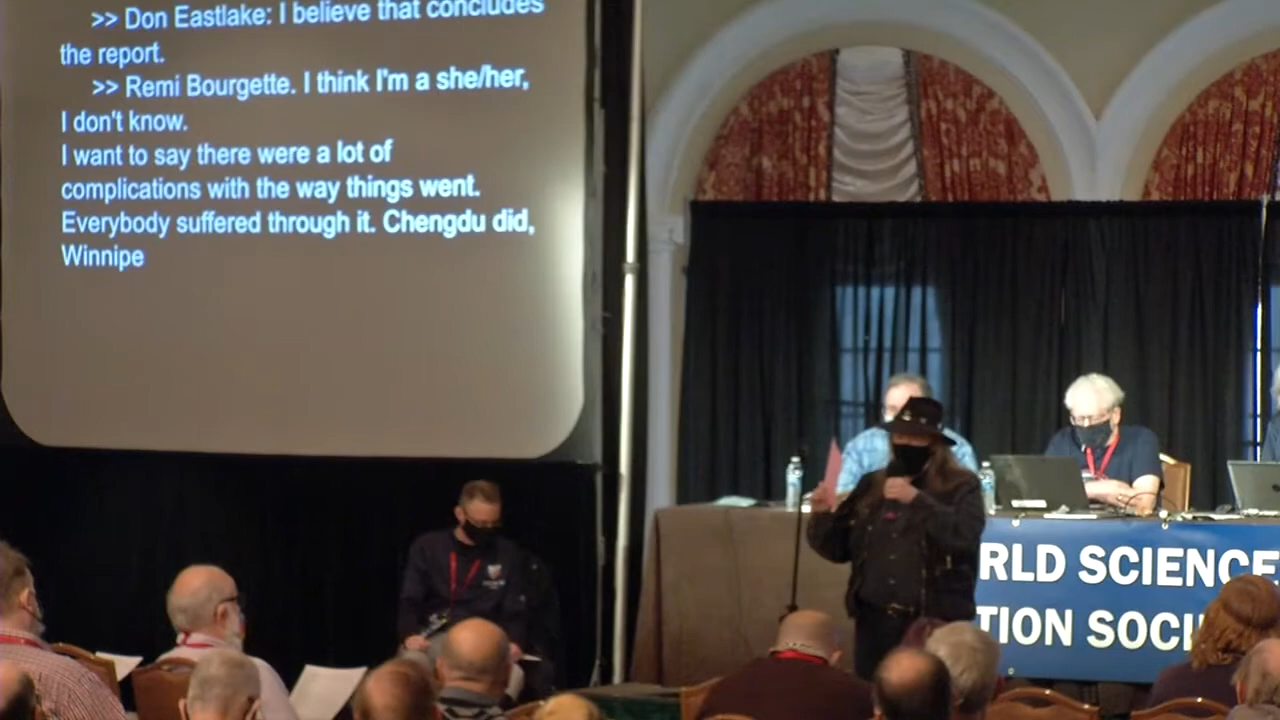 >> Don Eastlake: I believe that concludes
the report.
>> Remi Bourgette. I think I'm a she/her,
I don't know.
I want to say there were a lot of
complications with the way things went.
Everybody suffered through it. Chengdu did,
Winnipe
RLD SCIENCE
TION SOCI